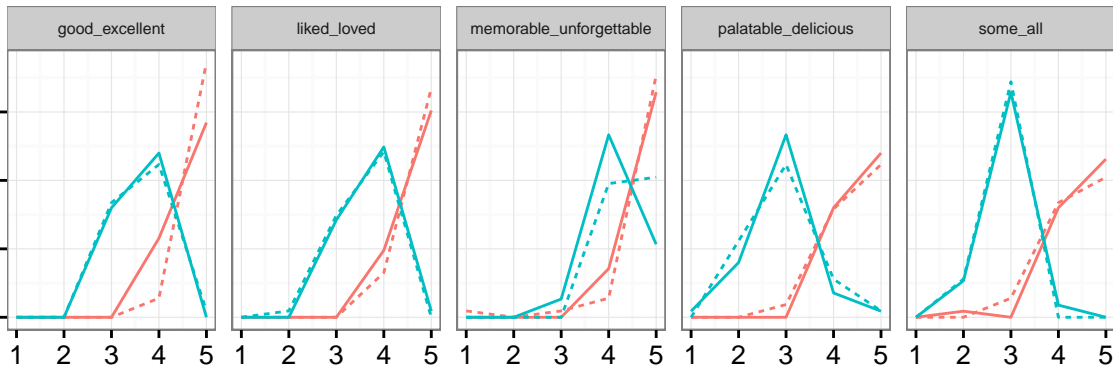 good_excellent liked_loved memorable_unforgettable palatable_delicious some_all
1 2 3 4 5 1 2 3 4 5 1 2 3 4 5 1 2 3 4 5 1 2 3 4 5